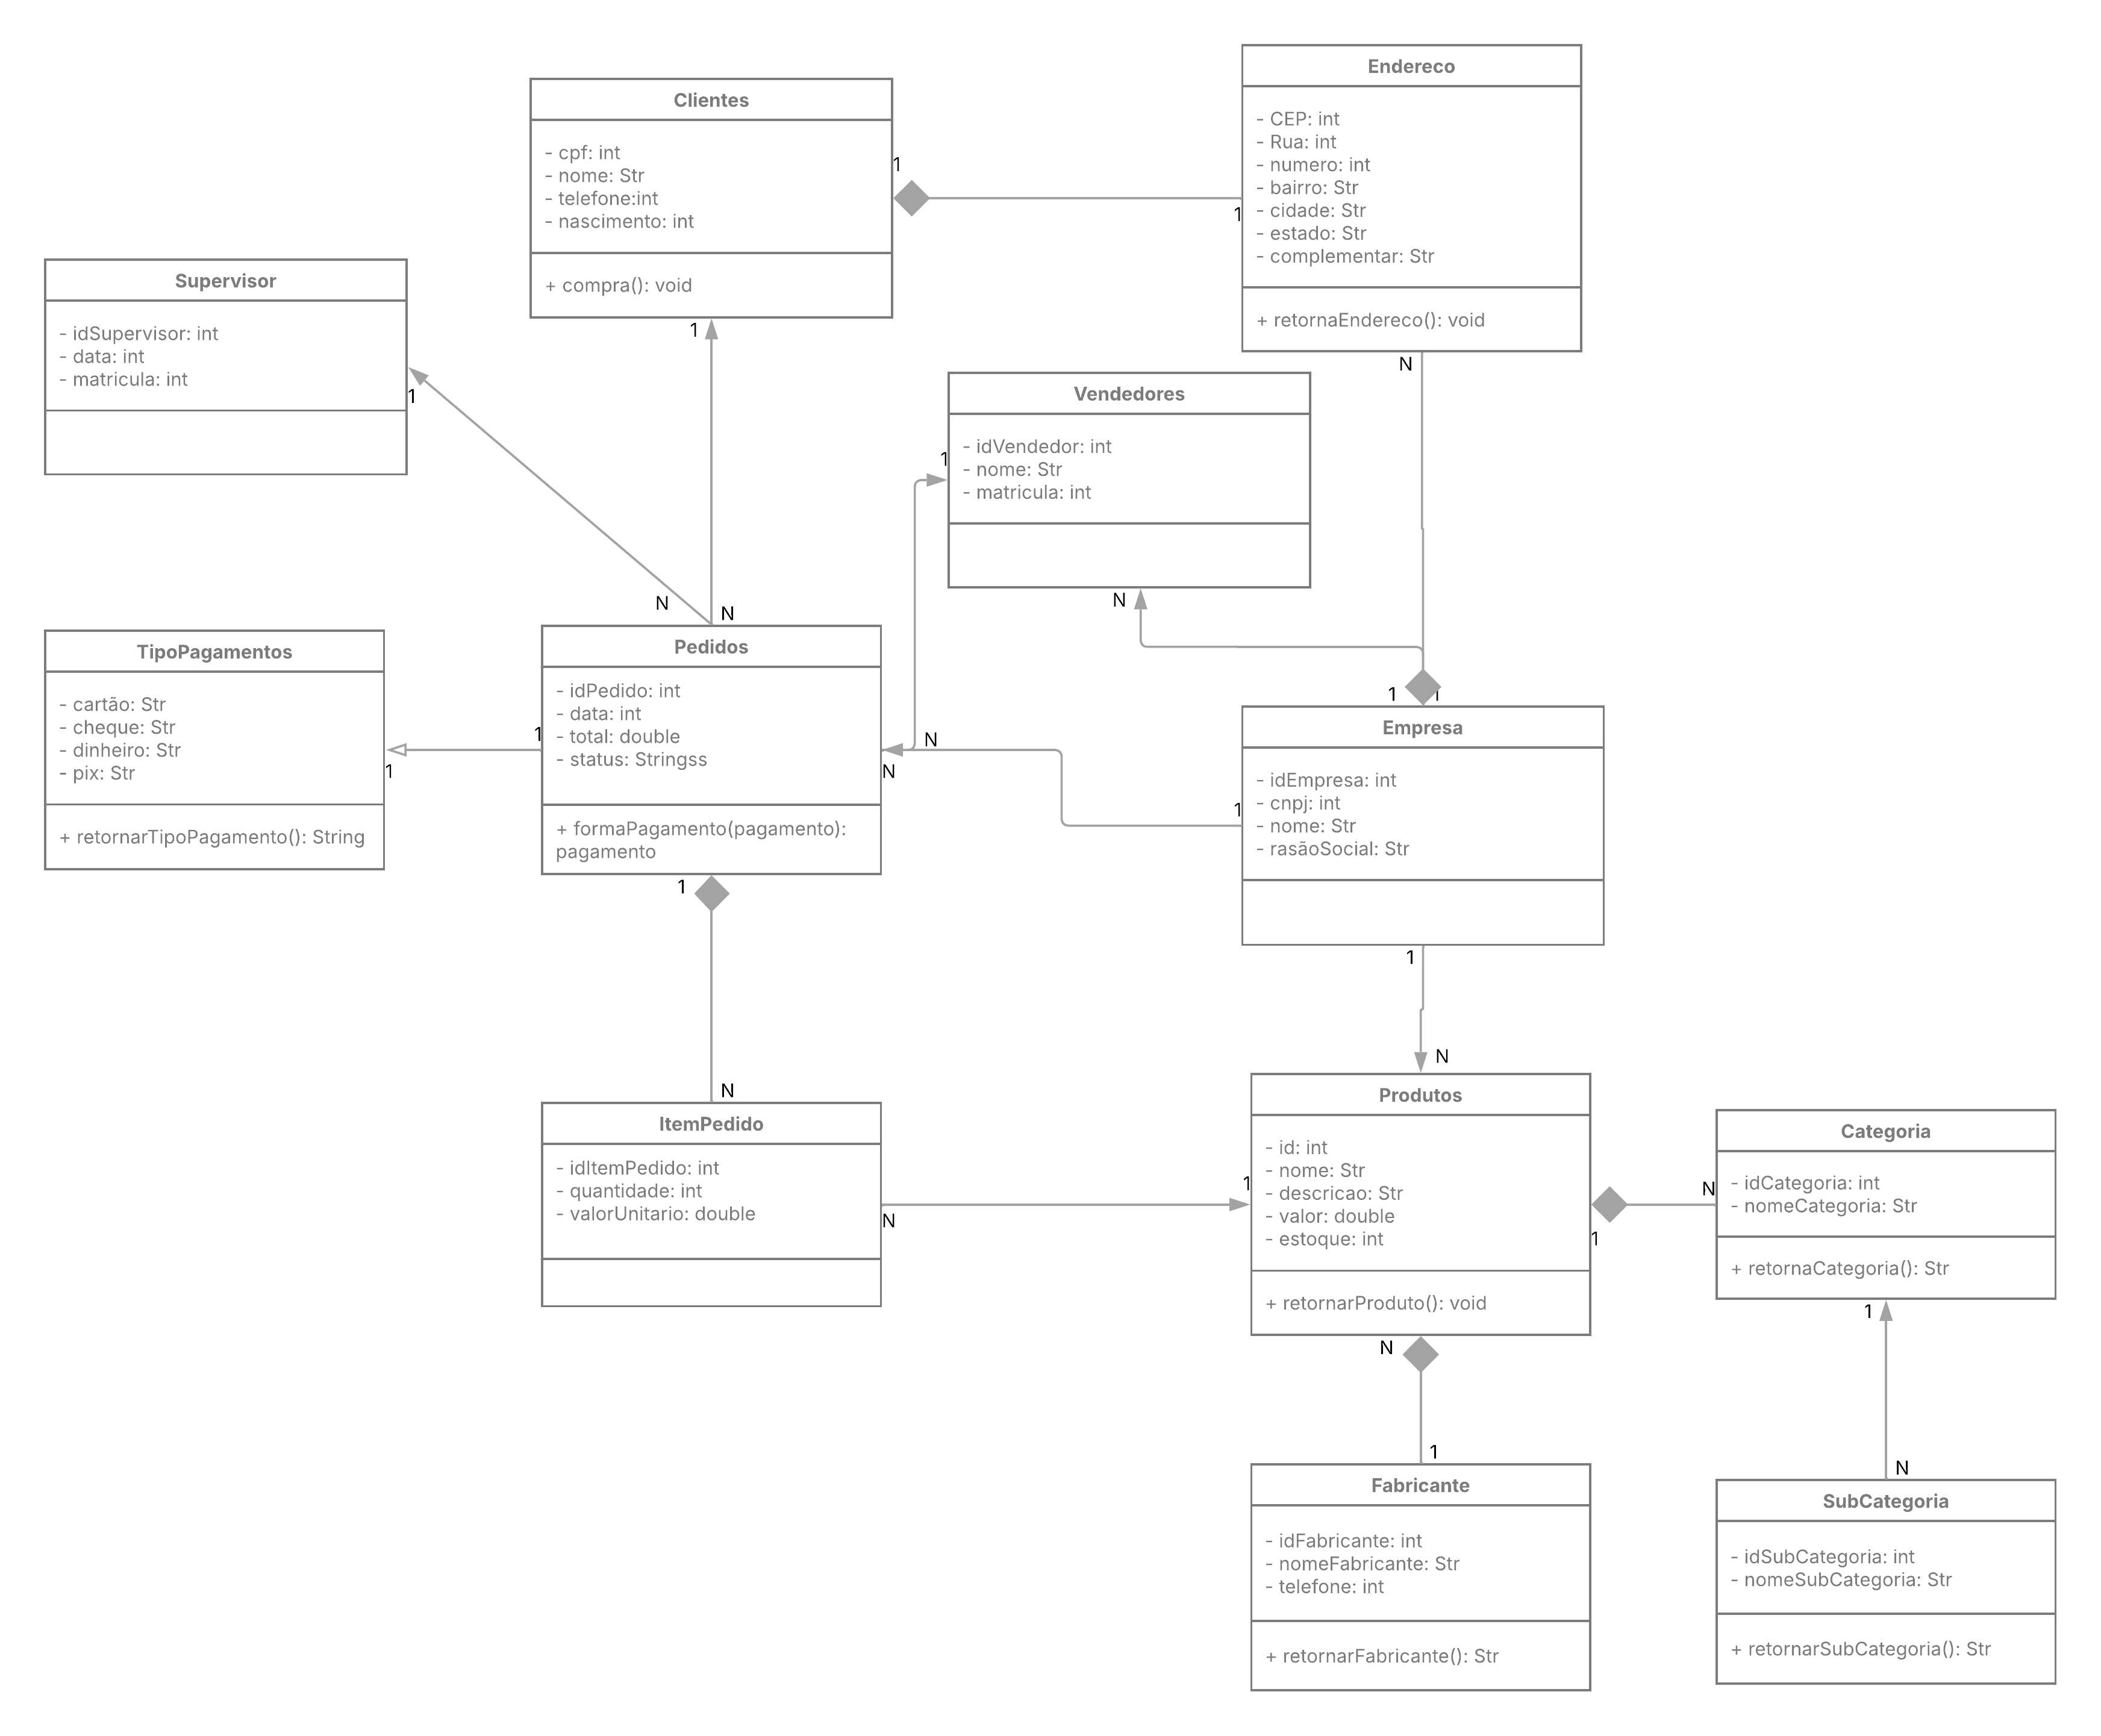 Endereco
- CEP: int
- Rua: int
- numero: int
- bairro: Str
- cidade: Str
- estado: Str
- complementar: Str
+ retornaEndereco(): void
N
Clientes
- cpf: int
- nome: Str
- telefone:int
- nascimento: int
+ compra(): void
1
1
1
Supervisor
- idSupervisor: int
- data: int
- matricula: int
1
Vendedores
- idVendedor: int
- nome: Str
- matricula: int
1
N
N
N
TipoPagamentos
- cartão: Str
- cheque: Str
- dinheiro: Str
- pix: Str
+ retornarTipoPagamento(): String
1
1
Pedidos
- idPedido: int
- data: int
- total: double
- status: Stringss
+ formaPagamento(pagamento):
pagamento
N
N
1
1
1
Empresa
- idEmpresa: int
- cnpj: int
- nome: Str
- rasãoSocial: Str
1
1
N
N
ItemPedido
- idItemPedido: int
- quantidade: int
- valorUnitario: double
N
1
Produtos
- id: int
- nome: Str
- descricao: Str
- valor: double
- estoque: int
+ retornarProduto(): void
1
N
N
Categoria
- idCategoria: int
- nomeCategoria: Str
+ retornaCategoria(): Str
1
1
Fabricante
- idFabricante: int
- nomeFabricante: Str
- telefone: int
+ retornarFabricante(): Str
N
SubCategoria
- idSubCategoria: int
- nomeSubCategoria: Str
+ retornarSubCategoria(): Str